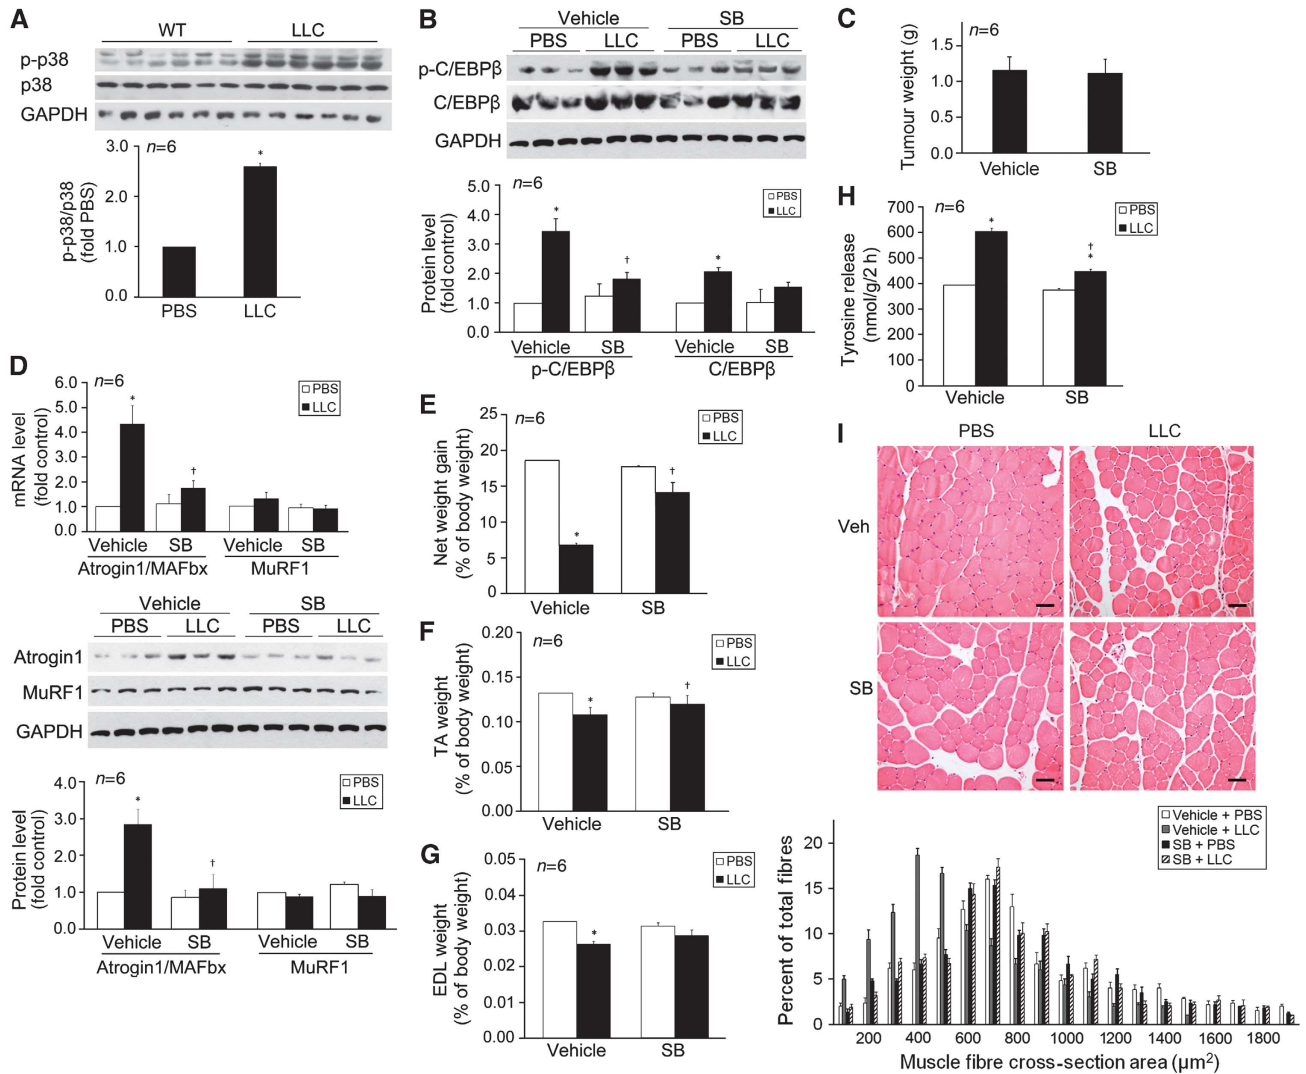 A
WT LLC
p-p38
p38
GAPDH
n=6
p-p38/p38
(fold PBS)
3.0
2.0
1.0
0.0
*
PBS LLC
B
Vehicle SB
PBS LLC PBS LLC
p-C/EBPβ
C/EBPβ
GAPDH
n=6
PBS
LLC
Protein level
(fold control)
5.0
4.0
3.0
2.0
1.0
0.0
* † *
Vehicle SB Vehicle SB
p-C/EBPβ C/EBPβ
C
n=6
Tumour weight (g)
1.5
1.0
0.5
0.0
Vehicle SB
D
n=6
PBS
LLC
mRNA level
(fold control)
6.0
5.0
4.0
3.0
2.0
1.0
0.0
* †
Vehicle SB Vehicle SB
Atrogin1/MAFbx MuRF1
Vehicle SB
PBS LLC PBS LLC
Atrogin1
MuRF1
GAPDH
n=6
PBS
LLC
Protein level
(fold control)
4.0
3.0
2.0
1.0
0.0
* †
Vehicle SB Vehicle SB
Atrogin1/MAFbx MuRF1
E
n=6
PBS
LLC
Net weight gain
(% of body weight)
25
20
15
10
5
0
* †
Vehicle SB
F
n=6
PBS
LLC
TA weight
(% of body weight)
0.20
0.15
0.10
0.05
0.00
* †
Vehicle SB
G
n=6
PBS
LLC
EDL weight
(% of body weight)
0.05
0.04
0.03
0.02
0.01
0.00
*
Vehicle SB
H
n=6
PBS
LLC
Tyrosine release
(nmol/g/2 h)
700
600
500
400
300
200
100
0
*
†
*
Vehicle SB
I
PBS LLC
Veh
SB
Vehicle + PBS
Vehicle + LLC
SB + PBS
SB + LLC
Percent of total fibres
20
15
10
5
0
200 400 600 800 1000 1200 1400 1600 1800
Muscle fibre cross-section area (µm²)